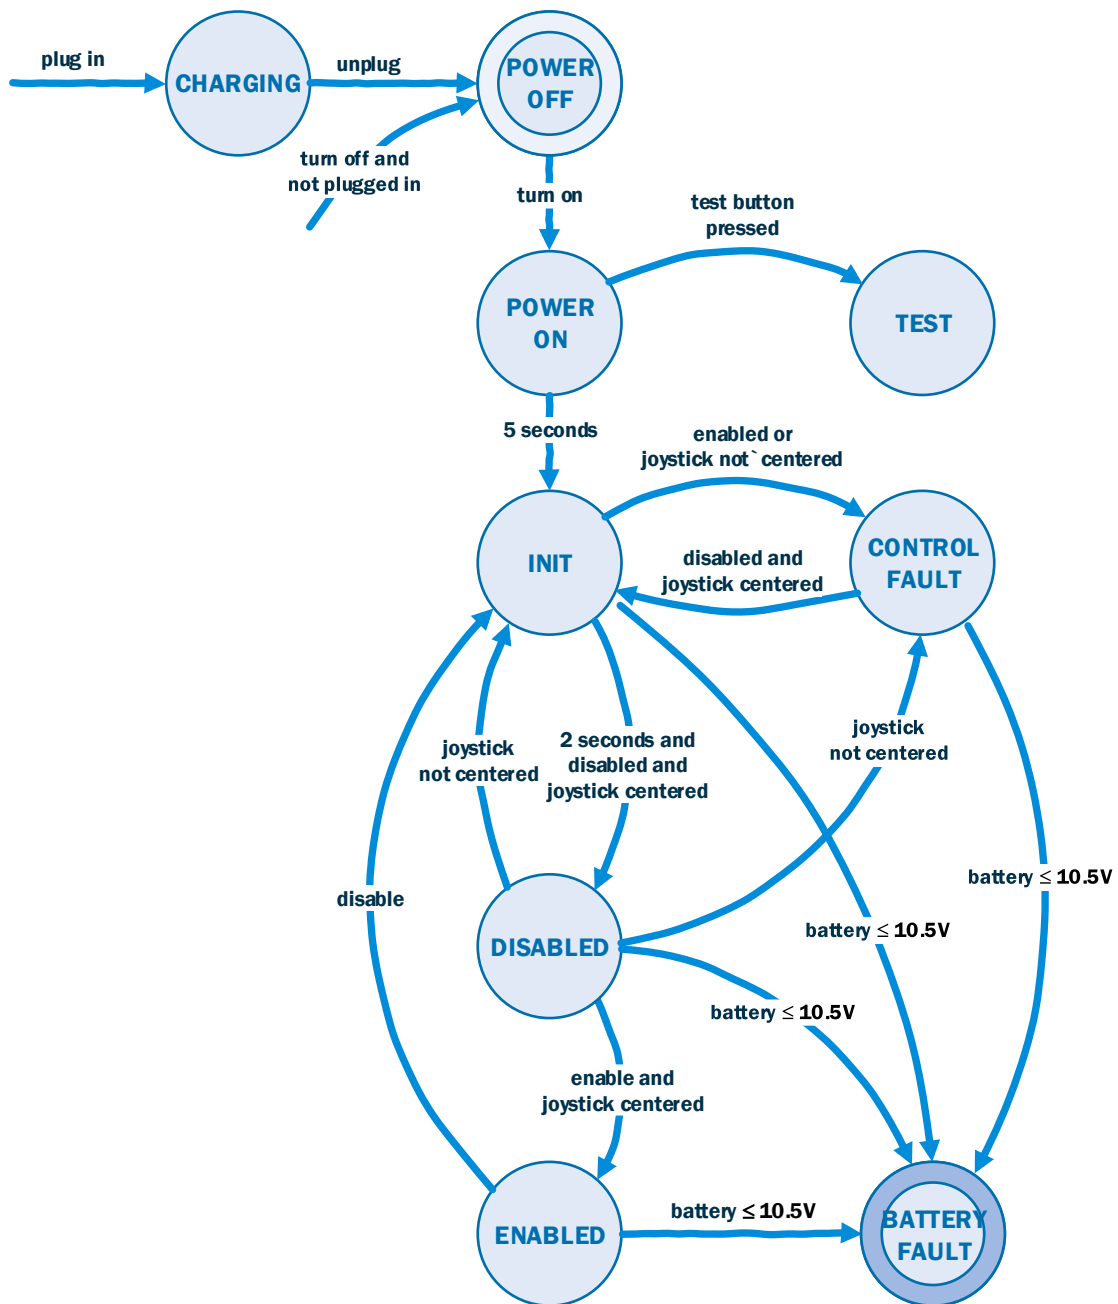 plug in
CHARGING
unplug
POWER
OFF
turn off and
not plugged in
turn on
test button
pressed
POWER
ON
TEST
5 seconds
enabled or
joystick not`centered
INIT
CONTROL
FAULT
disabled and
joystick centered
joystick
not centered
2 seconds and
disabled and
joystick centered
joystick
not centered
disable
battery ≤ 10.5V
battery ≤ 10.5V
DISABLED
battery ≤ 10.5V
enable and
joystick centered
ENABLED
battery ≤ 10.5V
BATTERY
FAULT